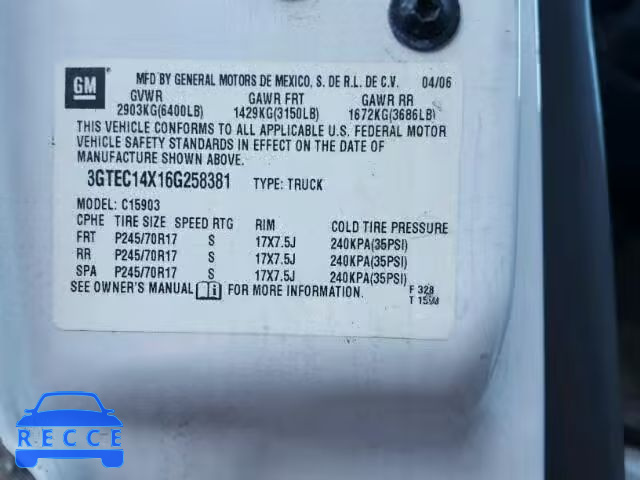 GM
MFD BY GENERAL MOTORS DE MEXICO, S. DE R.L. DE C.V. 04/06
GVWR GAWR FRT GAWR RR
2903KG(6400LB) 1429KG(3150LB) 1672KG(3686LB)
THIS VEHICLE CONFORMS TO ALL APPLICABLE U.S. FEDERAL MOTOR
VEHICLE SAFETY STANDARDS IN EFFECT ON THE DATE OF
MANUFACTURE SHOWN ABOVE.
3GTEC14X16G258381 TYPE: TRUCK
MODEL: C15903
CPHE TIRE SIZE SPEED RTG RIM COLD TIRE PRESSURE
FRT P245/70R17 S 17X7.5J 240KPA(35PSI)
RR P245/70R17 S 17X7.5J 240KPA(35PSI)
SPA P245/70R17 S 17X7.5J 240KPA(35PSI)
SEE OWNER'S MANUAL FOR MORE INFORMATION.
F 328
T
RECCE